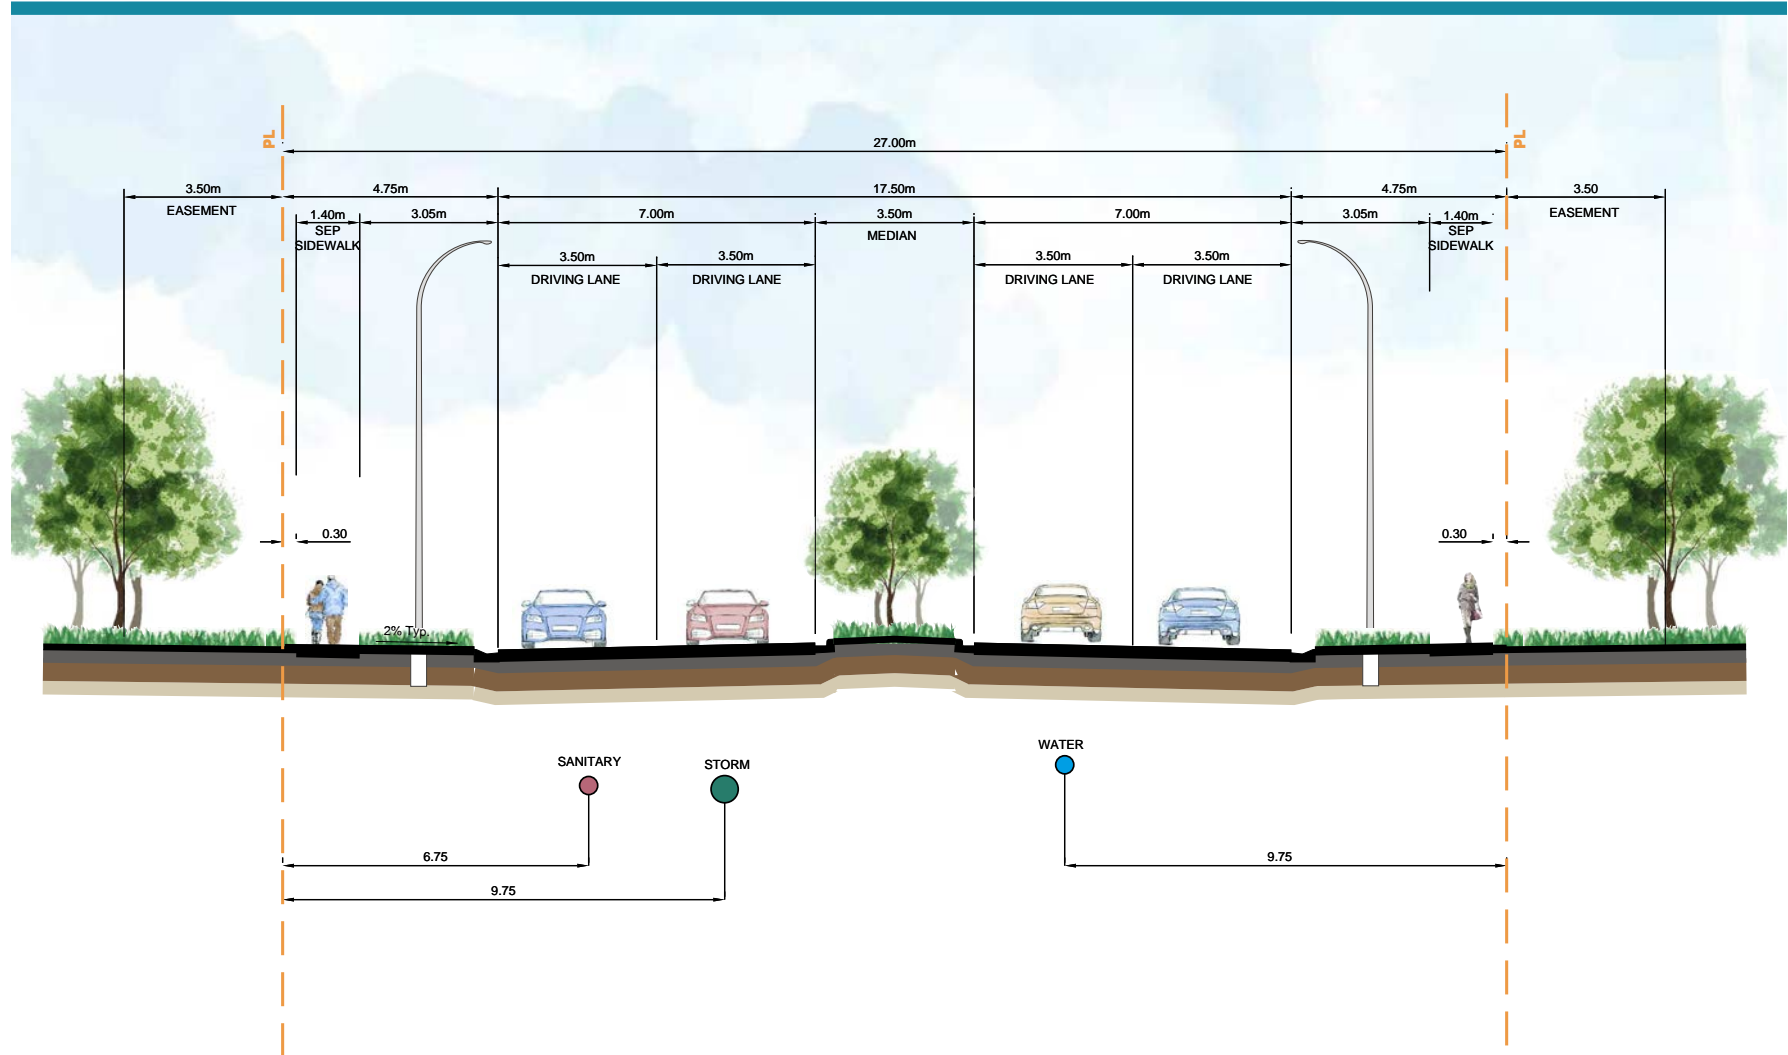 PL
PL
27.00m
3.50m
4.75m
17.50m
4.75m
3.50
EASEMENT
EASEMENT
1.40m
3.05m
7.00m
3.50m
7.00m
3.05m
1.40m
SEP
SIDEWALK
MEDIAN
SEP
SIDEWALK
3.50m
3.50m
3.50m
3.50m
DRIVING LANE
DRIVING LANE
DRIVING LANE
DRIVING LANE
0.30
0.30
2% Typ.
WATER
SANITARY
STORM
6.75
9.75
9.75